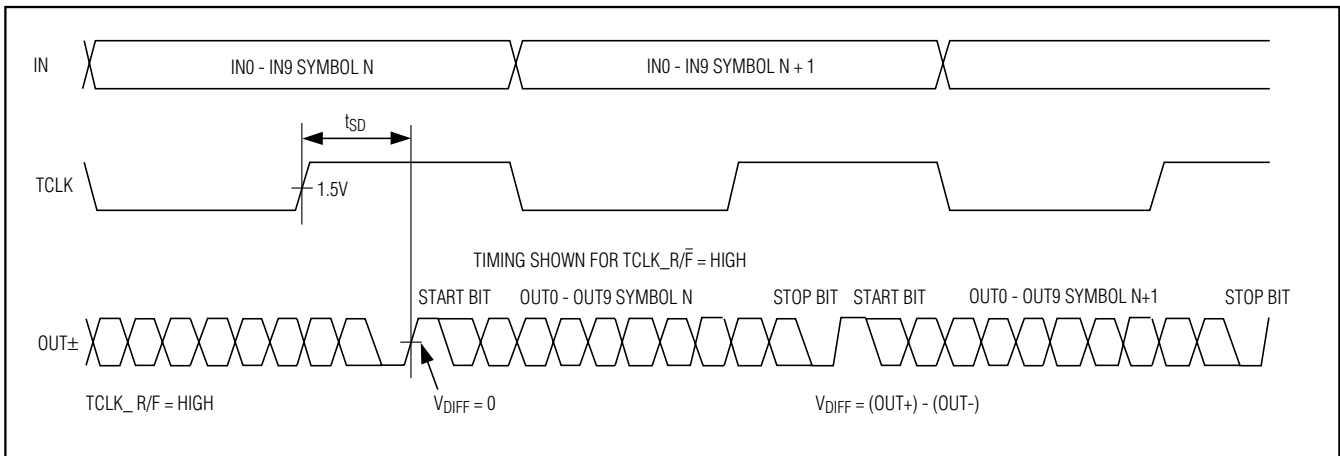 IN
IN0 - IN9 SYMBOL N
IN0 - IN9 SYMBOL N + 1
tSD
TCLK
1.5V
TIMING SHOWN FOR TCLK_R/F̅ = HIGH
START BIT
OUT0 - OUT9 SYMBOL N
STOP BIT
START BIT
OUT0 - OUT9 SYMBOL N+1
STOP BIT
OUT±
TCLK_ R/F = HIGH
VDIFF = 0
VDIFF = (OUT+) - (OUT-)